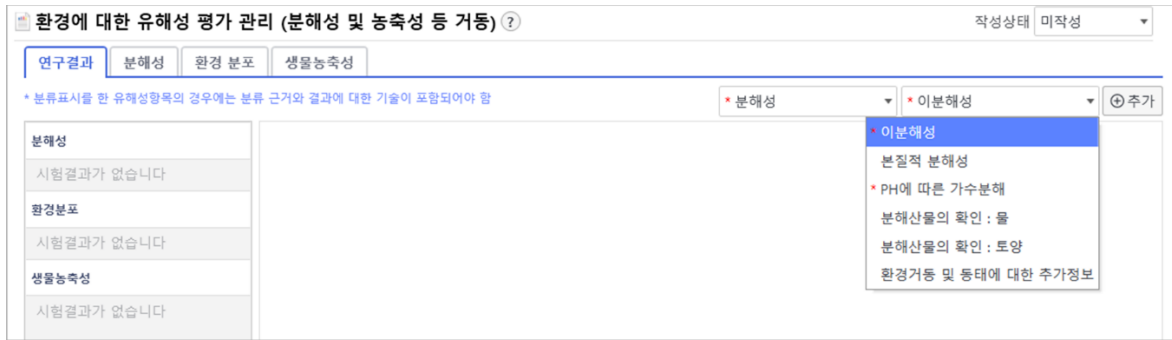 환경에 대한 유해성 평가 관리 (분해성 및 농축성 등 거동) ?
작성상태 미작성
연구결과 분해성 환경 분포 생물농축성
* 분류표시를 한 유해성항목의 경우에는 분류 근거와 결과에 대한 기술이 포함되어야 함
* 분해성
* 이분해성
추가
* 이분해성
본질적 분해성
* PH에 따른 가수분해
분해산물의 확인 : 물
분해산물의 확인 : 토양
환경거동 및 동태에 대한 추가정보
분해성
시험결과가 없습니다
환경분포
시험결과가 없습니다
생물농축성
시험결과가 없습니다